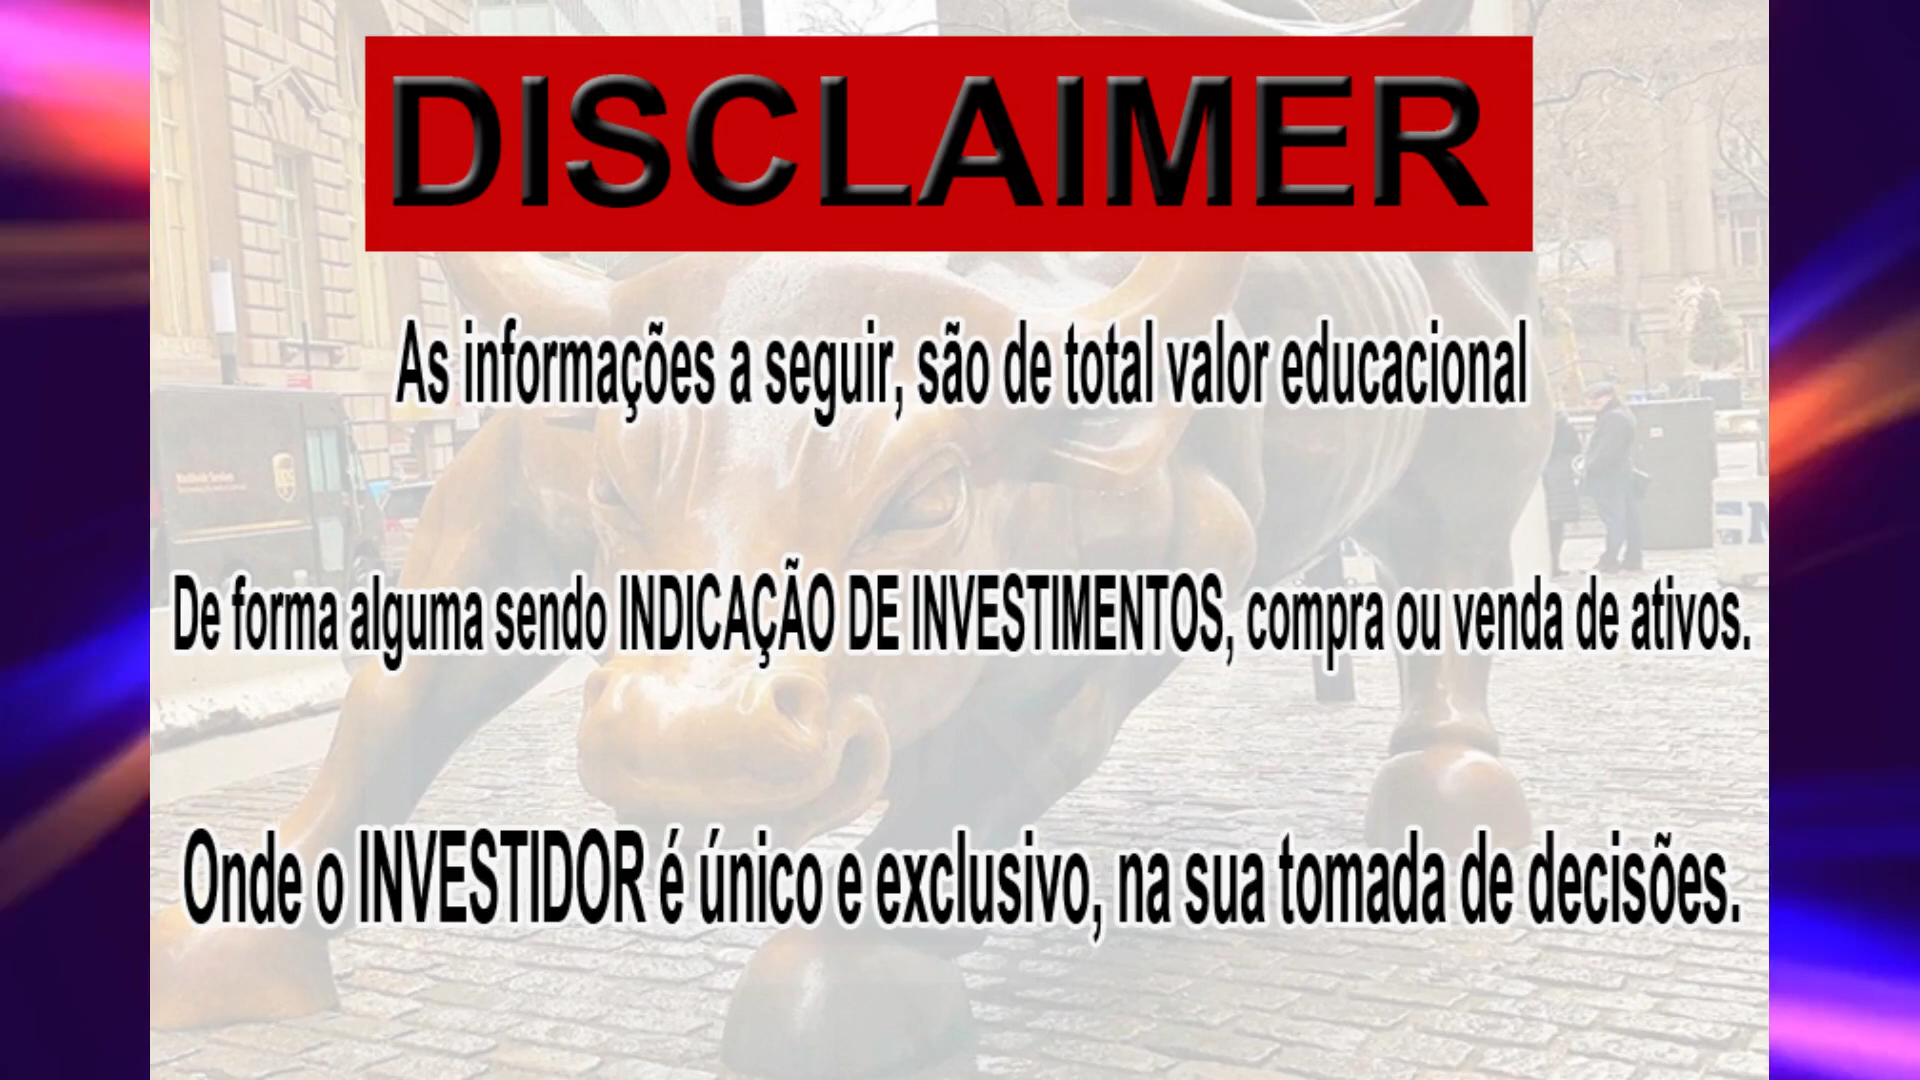 DISCLAIMER
As informações a seguir, são de total valor educacional
De forma alguma sendo INDICAÇÃO DE INVESTIMENTOS, compra ou venda de ativos.
Onde o INVESTIDOR é único e exclusivo, na sua tomada de decisões.